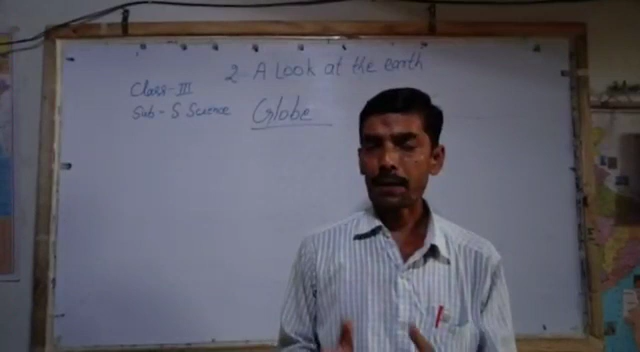 2- A Look at the earth
Class-III
Sub- S Science
Globe